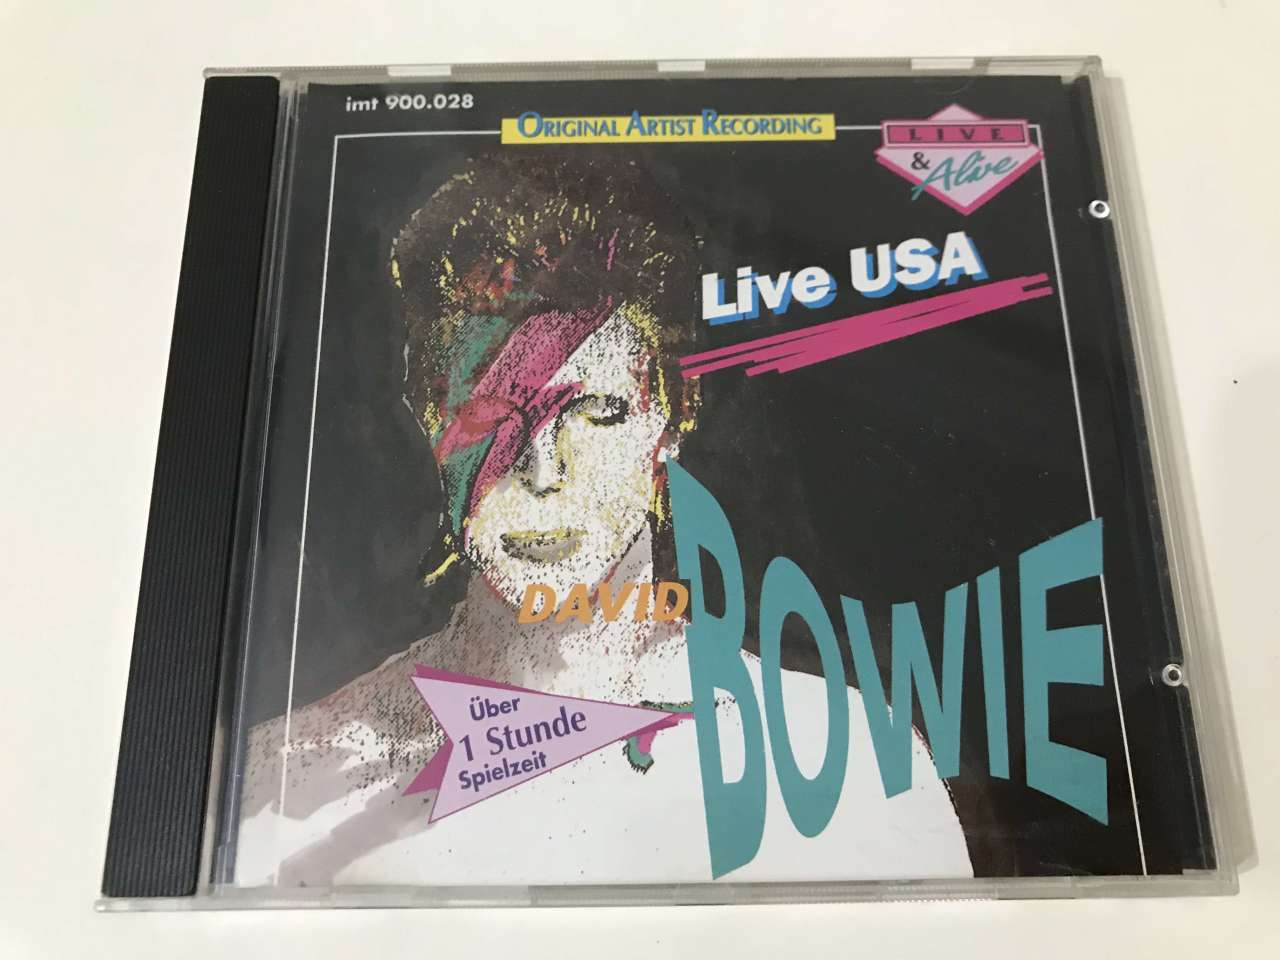 imt 900.028
ORIGINAL ARTIST RECORDING
LIVE
& Alive
Live USA
DAVID
BOWIE
Über
1 Stunde
Spielzeit